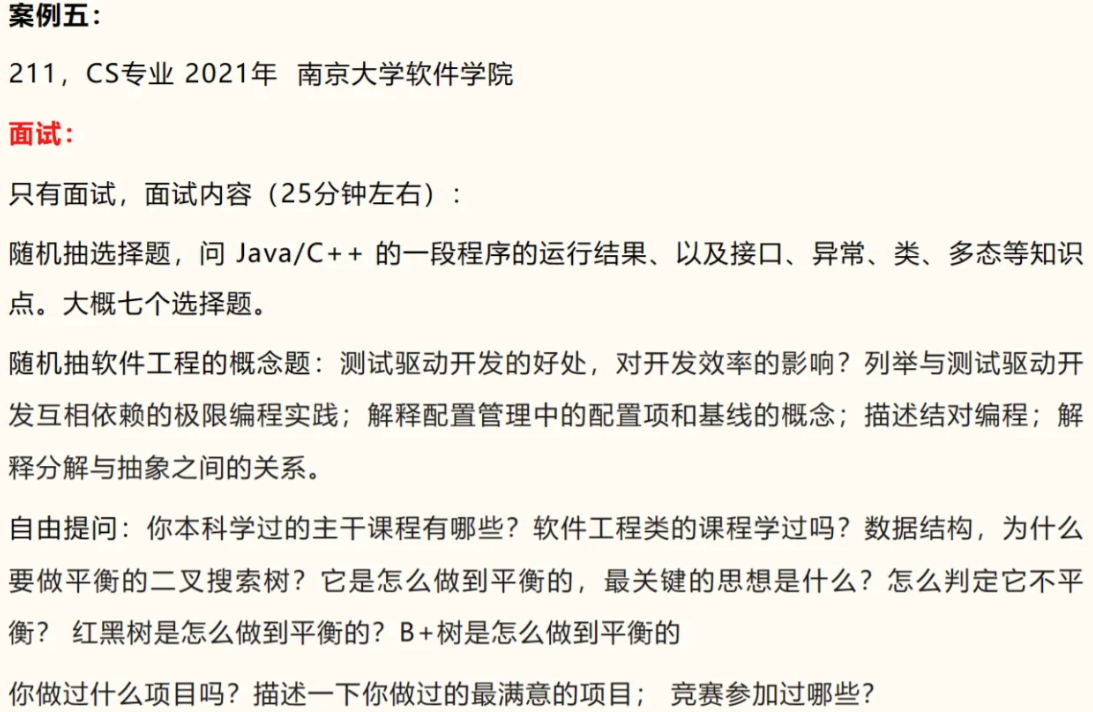 案例五：
211，CS专业 2021年 南京大学软件学院
面试：
只有面试，面试内容（25分钟左右）：
随机抽选择题，问 Java/C++ 的一段程序的运行结果、以及接口、异常、类、多态等知识
点。大概七个选择题。
随机抽软件工程的概念题：测试驱动开发的好处，对开发效率的影响？列举与测试驱动开
发互相依赖的极限编程实践；解释配置管理中的配置项和基线的概念；描述结对编程；解
释分解与抽象之间的关系。
自由提问：你本科学过的主干课程有哪些？软件工程类的课程学过吗？数据结构，为什么
要做平衡的二叉搜索树？它是怎么做到平衡的，最关键的思想是什么？怎么判定它不平
衡？ 红黑树是怎么做到平衡的？B+树是怎么做到平衡的
你做过什么项目吗？描述一下你做过的最满意的项目； 竞赛参加过哪些？